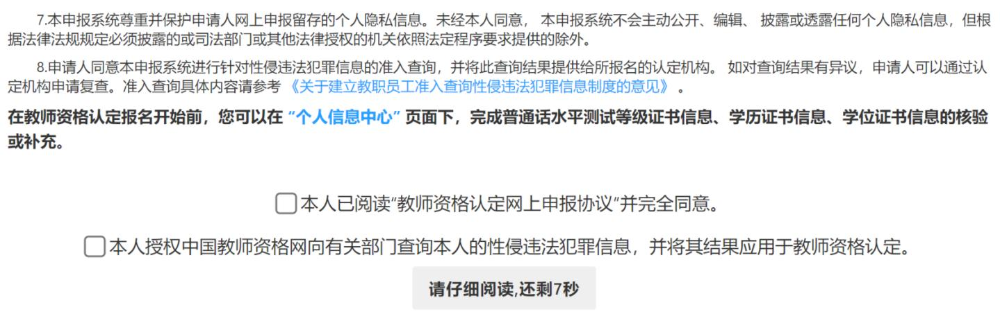 7.本申报系统尊重并保护申请人网上申报留存的个人隐私信息。未经本人同意， 本申报系统不会主动公开、编辑、 披露或透露任何个人隐私信息，但根
据法律法规规定必须披露的或司法部门或其他法律授权的机关依照法定程序要求提供的除外。
8.申请人同意本申报系统进行针对性侵违法犯罪信息的准入查询，并将此查询结果提供给所报名的认定机构。 如对查询结果有异议，申请人可以通过认
定机构申请复查。准入查询具体内容请参考 《关于建立教职员工准入查询性侵违法犯罪信息制度的意见》 。
在教师资格认定报名开始前，您可以在 “个人信息中心” 页面下，完成普通话水平测试等级证书信息、学历证书信息、学位证书信息的核验
或补充。
本人已阅读“教师资格认定网上申报协议”并完全同意。
本人授权中国教师资格网向有关部门查询本人的性侵违法犯罪信息，并将其结果应用于教师资格认定。
请仔细阅读,还剩7秒